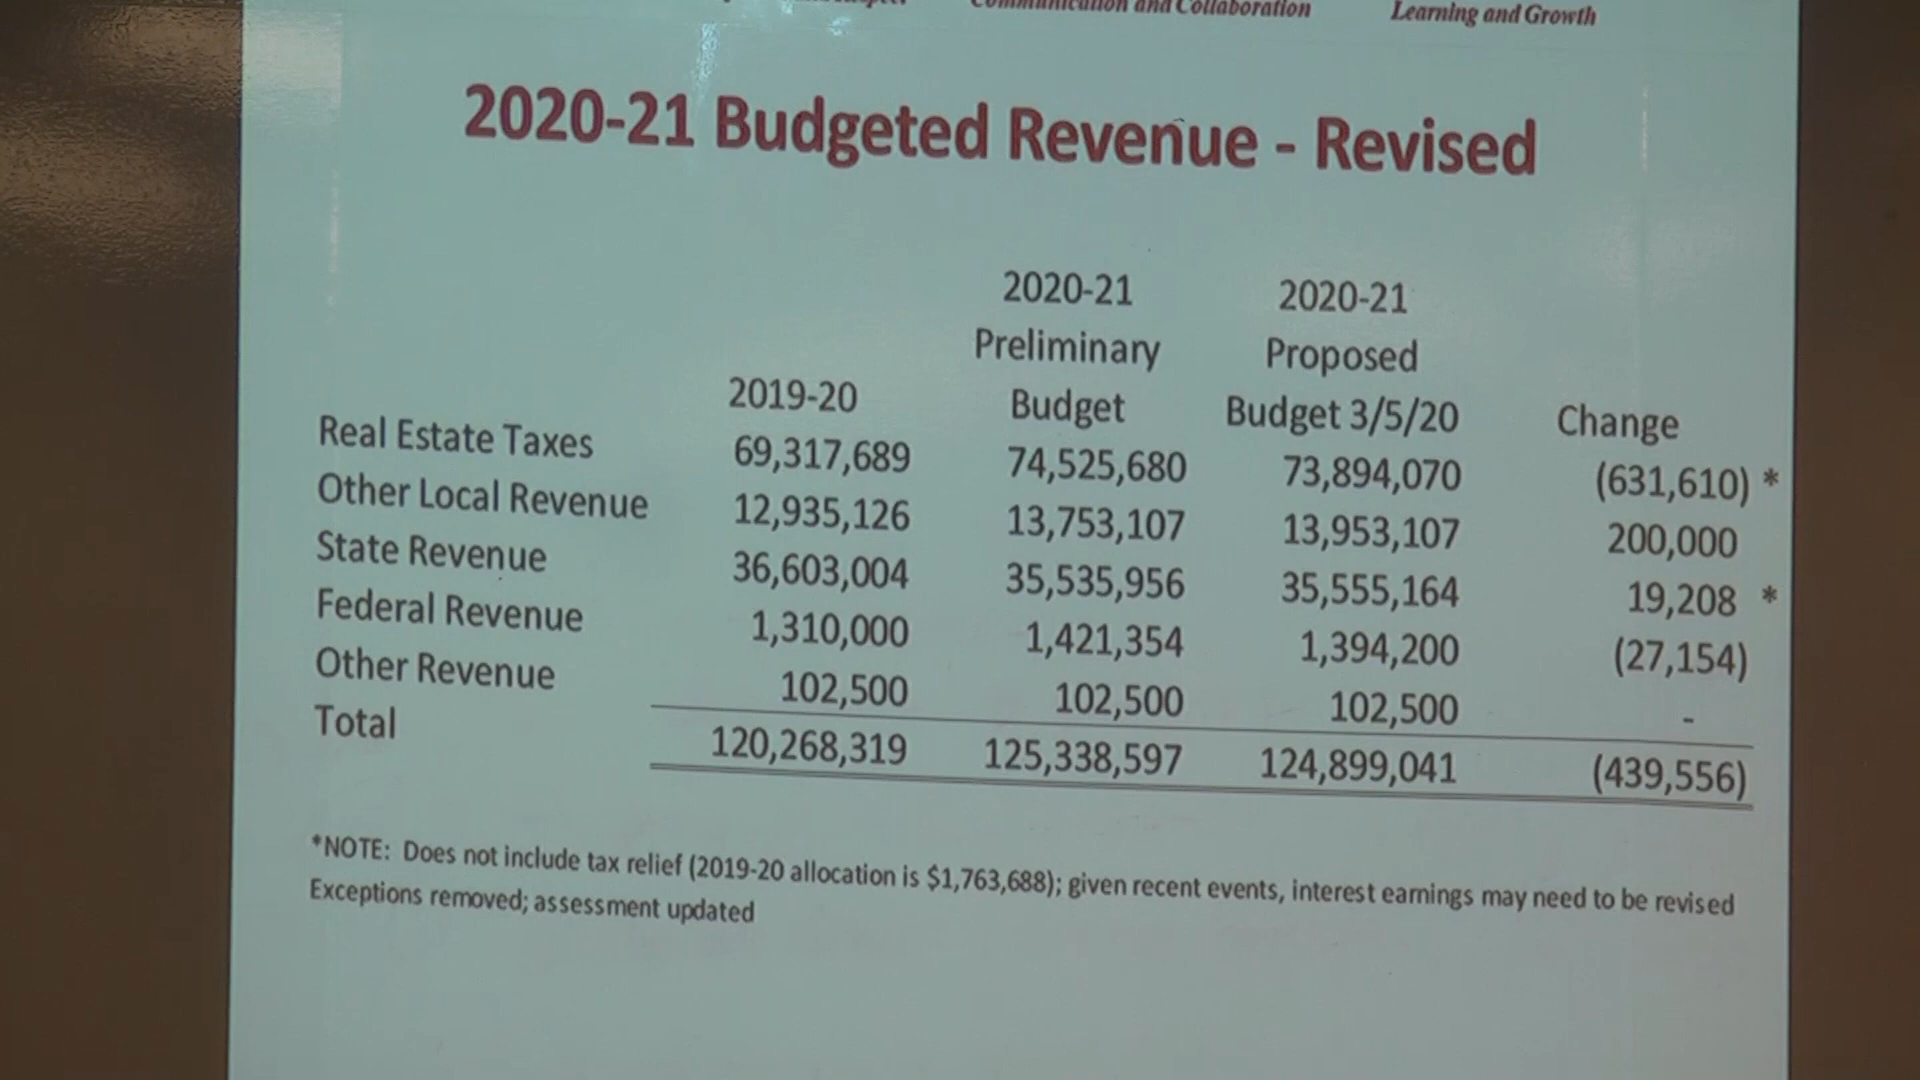 Communication and Collaboration Learning and Growth
2020-21 Budgeted Revenue - Revised
2020-21 2020-21
Preliminary Proposed
2019-20 Budget Budget 3/5/20 Change
Real Estate Taxes 69,317,689 74,525,680 73,894,070 (631,610) *
Other Local Revenue 12,935,126 13,753,107 13,953,107 200,000
State Revenue 36,603,004 35,535,956 35,555,164 19,208 *
Federal Revenue 1,310,000 1,421,354 1,394,200 (27,154)
Other Revenue 102,500 102,500 102,500 -
Total 120,268,319 125,338,597 124,899,041 (439,556)
*NOTE: Does not include tax relief (2019-20 allocation is $1,763,688); given recent events, interest earnings may need to be revised
Exceptions removed; assessment updated